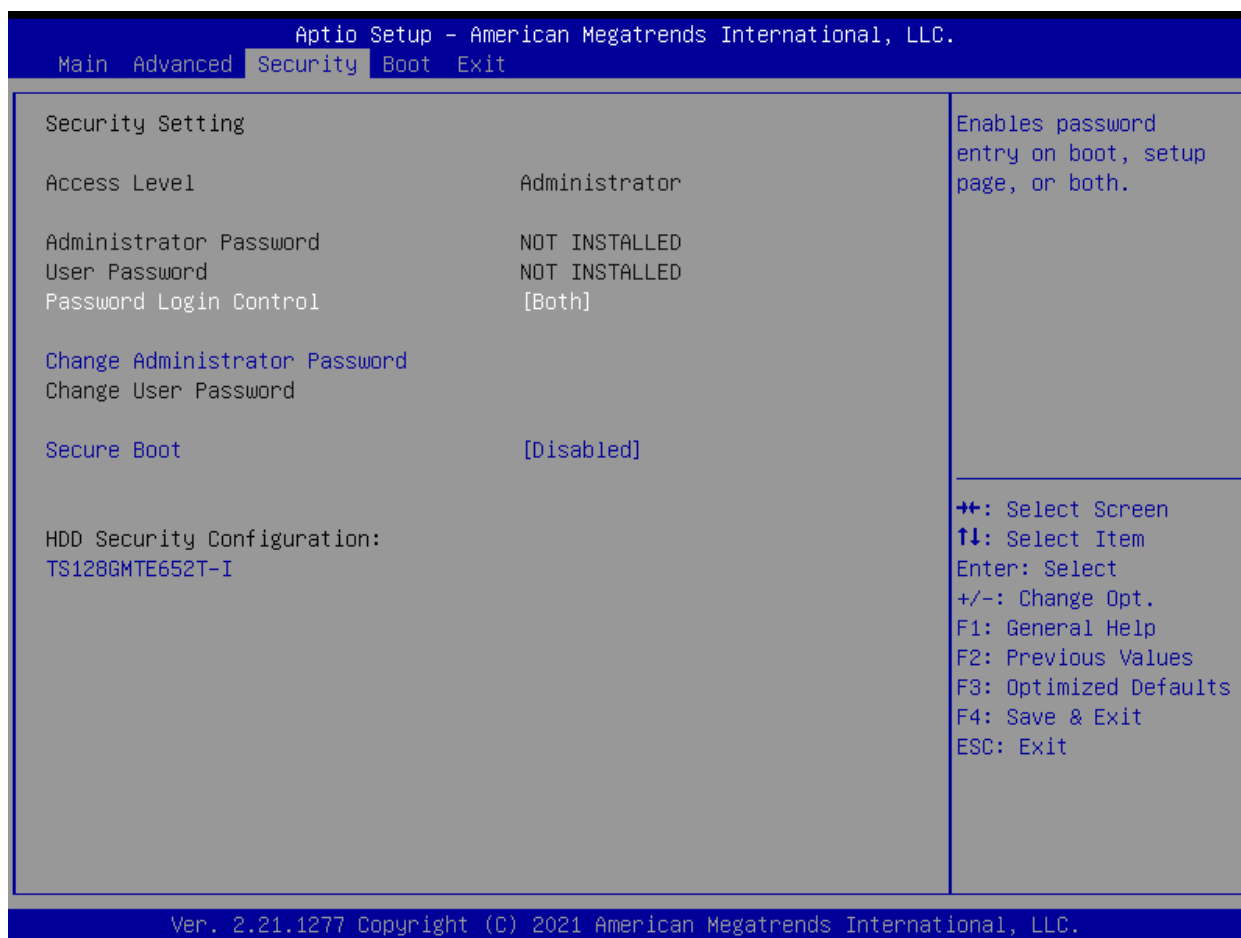 Aptio Setup – American Megatrends International, LLC.
Main Advanced Security Boot Exit
Security Setting
Access Level Administrator
Administrator Password NOT INSTALLED
User Password NOT INSTALLED
Password Login Control [Both]
Change Administrator Password
Change User Password
Secure Boot [Disabled]
HDD Security Configuration:
TS128GMTE652T-I
Enables password
entry on boot, setup
page, or both.
→←: Select Screen
↑↓: Select Item
Enter: Select
+/-: Change Opt.
F1: General Help
F2: Previous Values
F3: Optimized Defaults
F4: Save & Exit
ESC: Exit
Ver. 2.21.1277 Copyright (C) 2021 American Megatrends International, LLC.